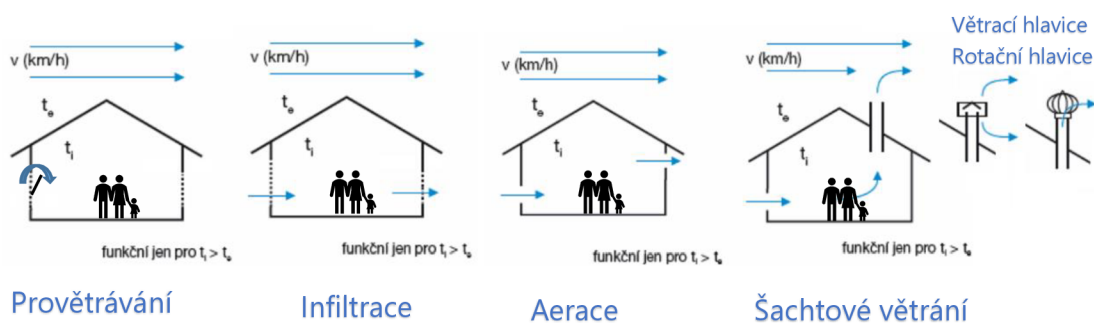 v (km/h)
tₑ
tᵢ
funkční jen pro tᵢ > tₑ
Provětrávání
v (km/h)
tₑ
tᵢ
funkční jen pro tᵢ > tₑ
Infiltrace
v (km/h)
tₑ
tᵢ
funkční jen pro tᵢ > tₑ
Aerace
v (km/h)
tₑ
tᵢ
funkční jen pro tᵢ > tₑ
Šachtové větrání
Větrací hlavice
Rotační hlavice